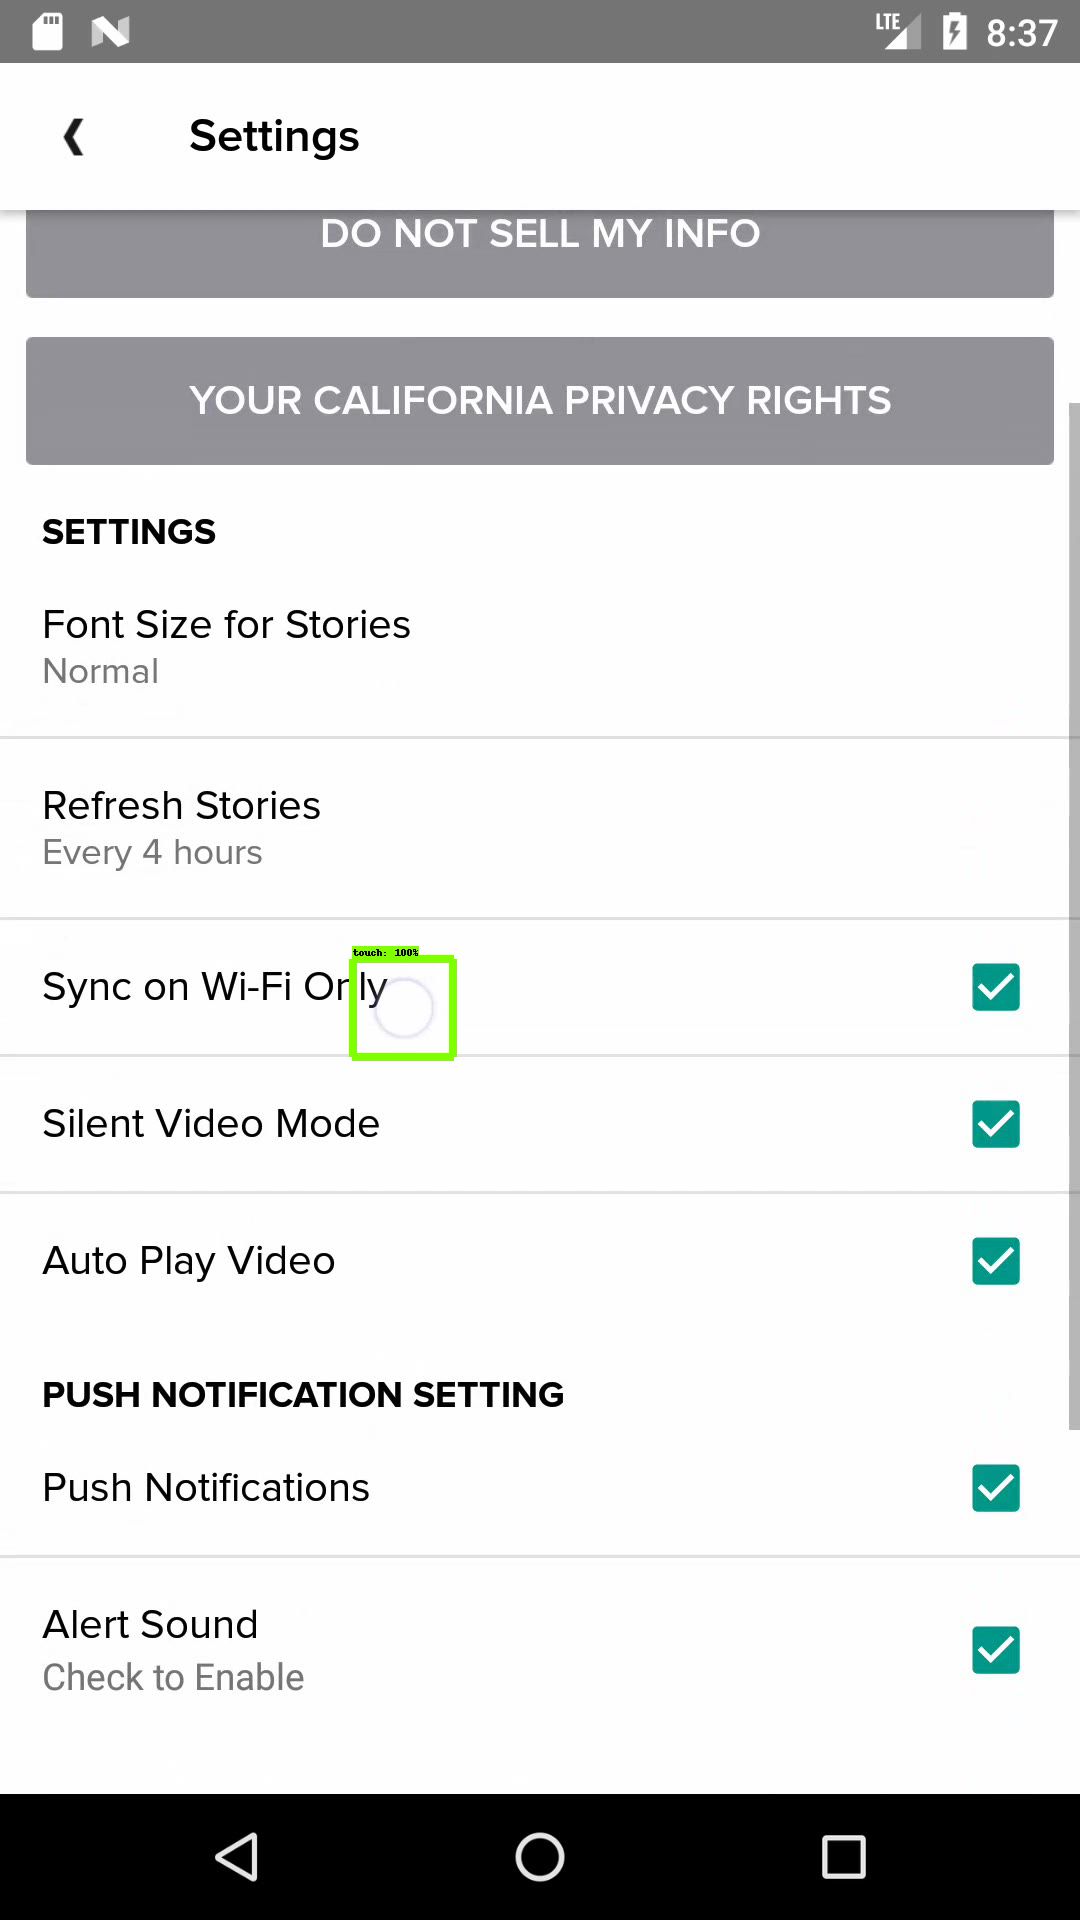 LTE 8:37
Settings
DO NOT SELL MY INFO
YOUR CALIFORNIA PRIVACY RIGHTS
SETTINGS
Font Size for Stories
Normal
Refresh Stories
Every 4 hours
touch: 100%
Sync on Wi-Fi Only
Silent Video Mode
Auto Play Video
PUSH NOTIFICATION SETTING
Push Notifications
Alert Sound
Check to Enable